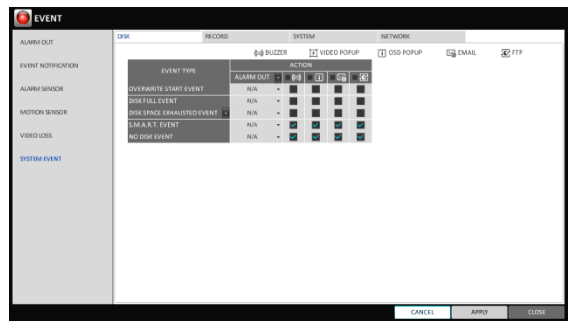 EVENT
DISK RECORD SYSTEM NETWORK
ALARM OUT
BUZZER VIDEO POPUP OSD POPUP EMAIL FTP
EVENT NOTIFICATION
EVENT TYPE ACTION
ALARM OUT
ALARM SENSOR
OVERWRITE START EVENT N/A
DISK FULL EVENT N/A
MOTION SENSOR
DISK SPACE EXHAUSTED EVENT N/A
S.M.A.R.T. EVENT N/A
VIDEO LOSS
NO DISK EVENT N/A
SYSTEM EVENT
CANCEL APPLY CLOSE